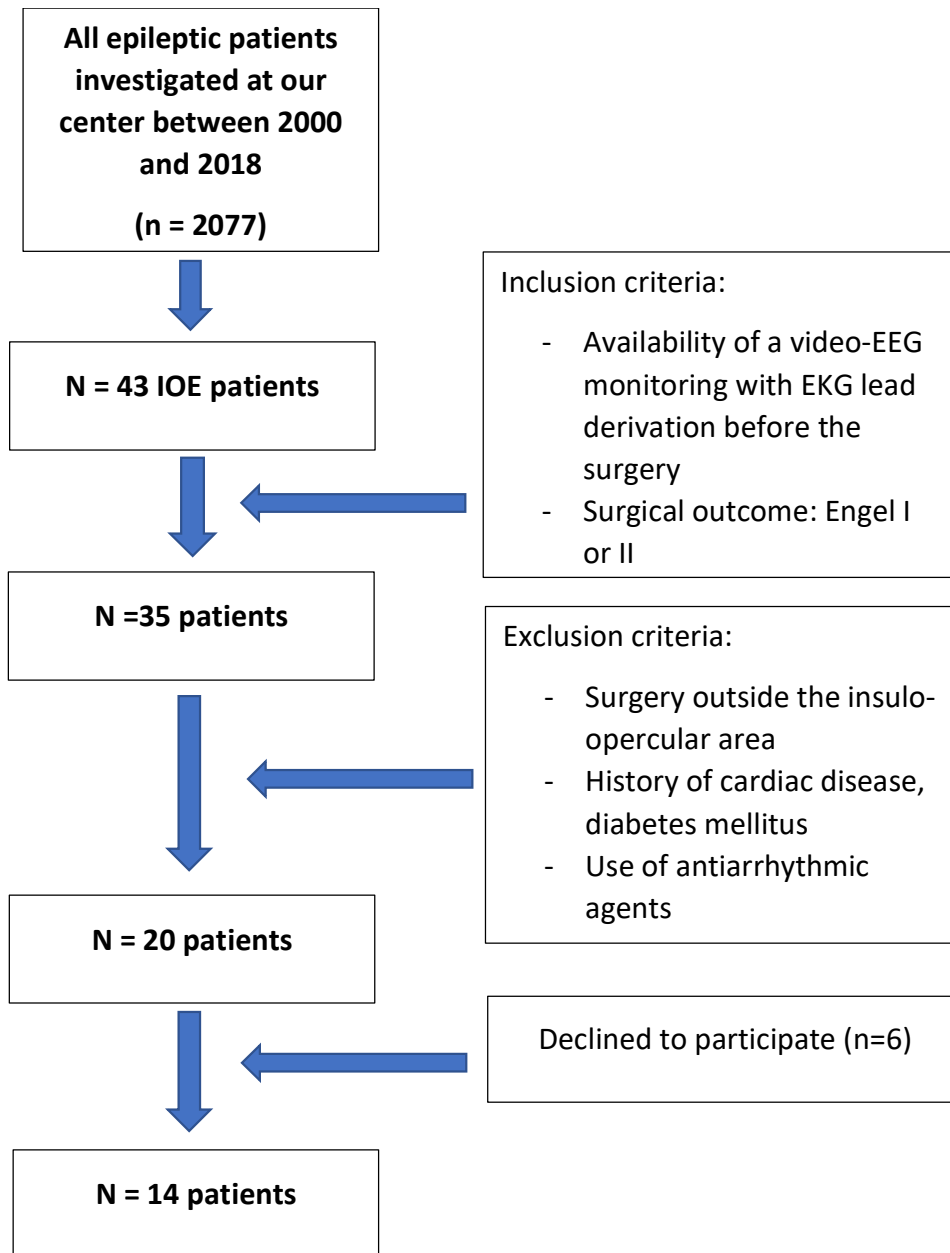 All epileptic patients
investigated at our
center between 2000
and 2018
(n = 2077)
N = 43 IOE patients
Inclusion criteria:
- Availability of a video-EEG
monitoring with EKG lead
derivation before the
surgery
- Surgical outcome: Engel I
or II
N =35 patients
Exclusion criteria:
- Surgery outside the insulo-
opercular area
- History of cardiac disease,
diabetes mellitus
- Use of antiarrhythmic
agents
N = 20 patients
Declined to participate (n=6)
N = 14 patients